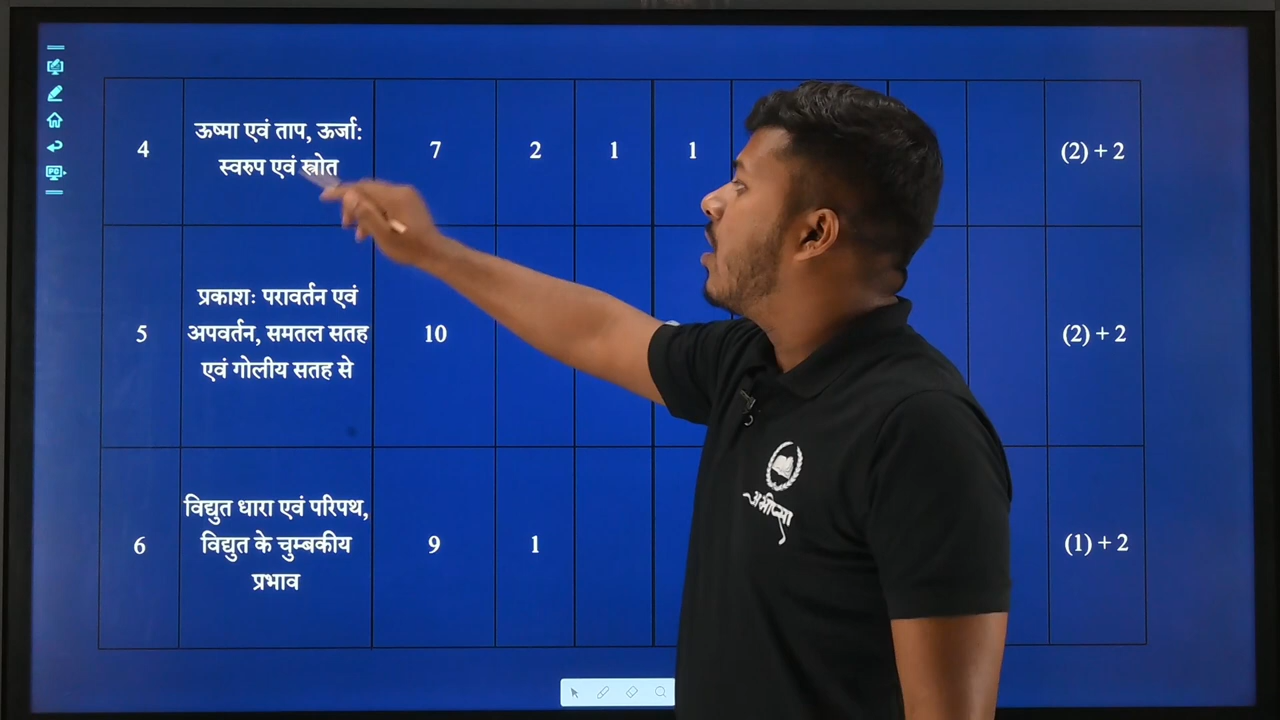 4
ऊष्मा एवं ताप, ऊर्जा:
स्वरुप एवं स्त्रोत
7
2
1
1
(2) + 2
5
प्रकाशः परावर्तन एवं
अपवर्तन, समतल सतह
एवं गोलीय सतह से
10
(2) + 2
6
विद्युत धारा एवं परिपथ,
विद्युत के चुम्बकीय
प्रभाव
9
1
(1) + 2
अभीप्सा